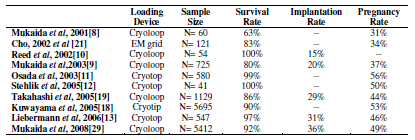 Loading Device Sample Size Survival Rate Implantation Rate Pregnancy Rate
Mukaida et al, 2001[8] Cryoloop N= 60 63% -- 31%
Cho, 2002 et al [21] EM grid N= 121 83% -- 34%
Reed et al, 2002[10] Cryoloop N= 54 100% 15% --
Mukaida et al,2003[9] Cryoloop N= 725 80% 20% 37%
Osada et al, 2003[11] Cryotop N= 580 99% -- 56%
Stehlik et al, 2005[12] Cryotop N= 41 100% -- 50%
Takahashi et al, 2005[19] Cryoloop N= 1129 86% 29% 44%
Kuwayama et al, 2005[18] Cryotop N= 5695 90% -- 53%
Liebermann et al, 2006[13] Cryotop N= 547 97% 31% 46%
Mukaida et al, 2008[29] Cryoloop N= 5412 92% 36% 49%